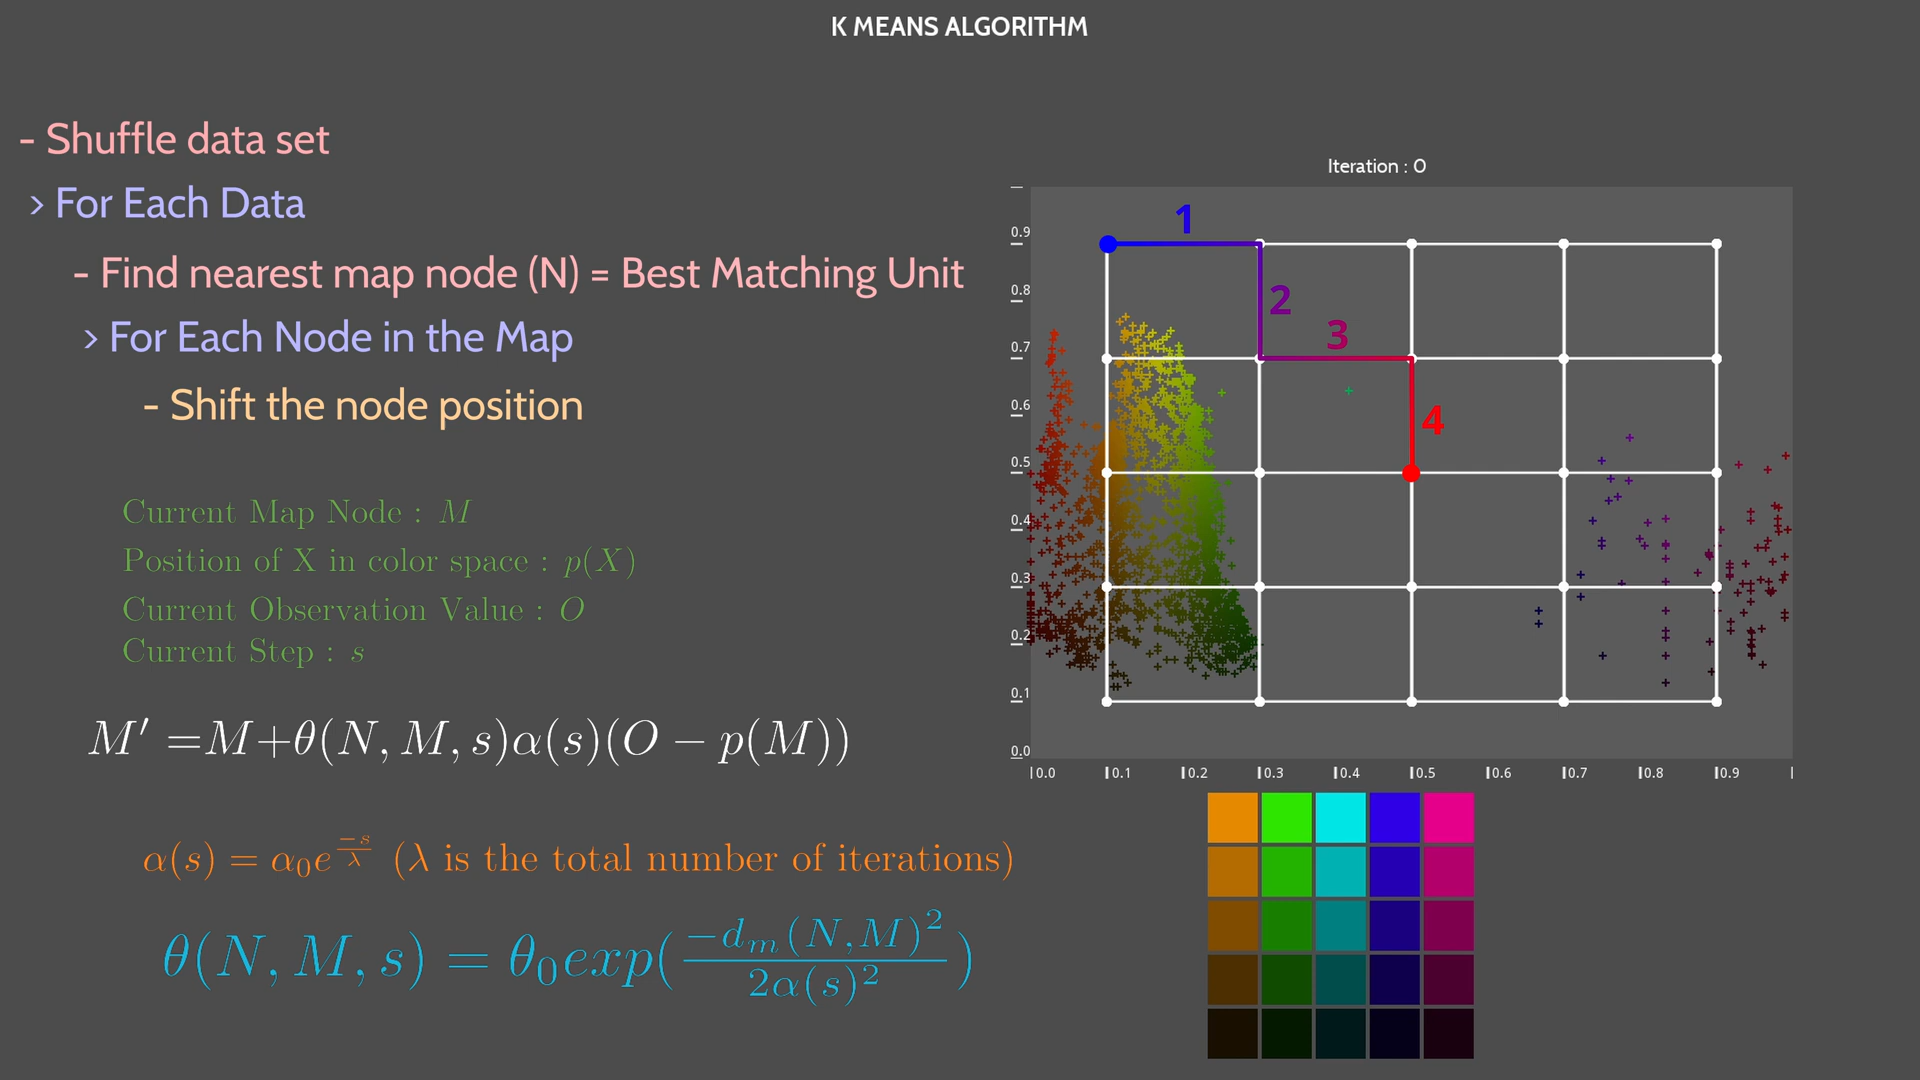 K MEANS ALGORITHM
- Shuffle data set
> For Each Data
- Find nearest map node (N) = Best Matching Unit
> For Each Node in the Map
- Shift the node position
Current Map Node : M
Position of X in color space : p(X)
Current Observation Value : O
Current Step : s
M′ =M+θ(N, M, s)α(s)(O − p(M))
α(s) = α₀e^(−s/λ) (λ is the total number of iterations)
θ(N, M, s) = θ₀exp(−dₘ(N,M)²/2α(s)²)
Iteration : 0
1
2
3
4
0.9
0.8
0.7
0.6
0.5
0.4
0.3
0.2
0.1
0.0
0.0 0.1 0.2 0.3 0.4 0.5 0.6 0.7 0.8 0.9